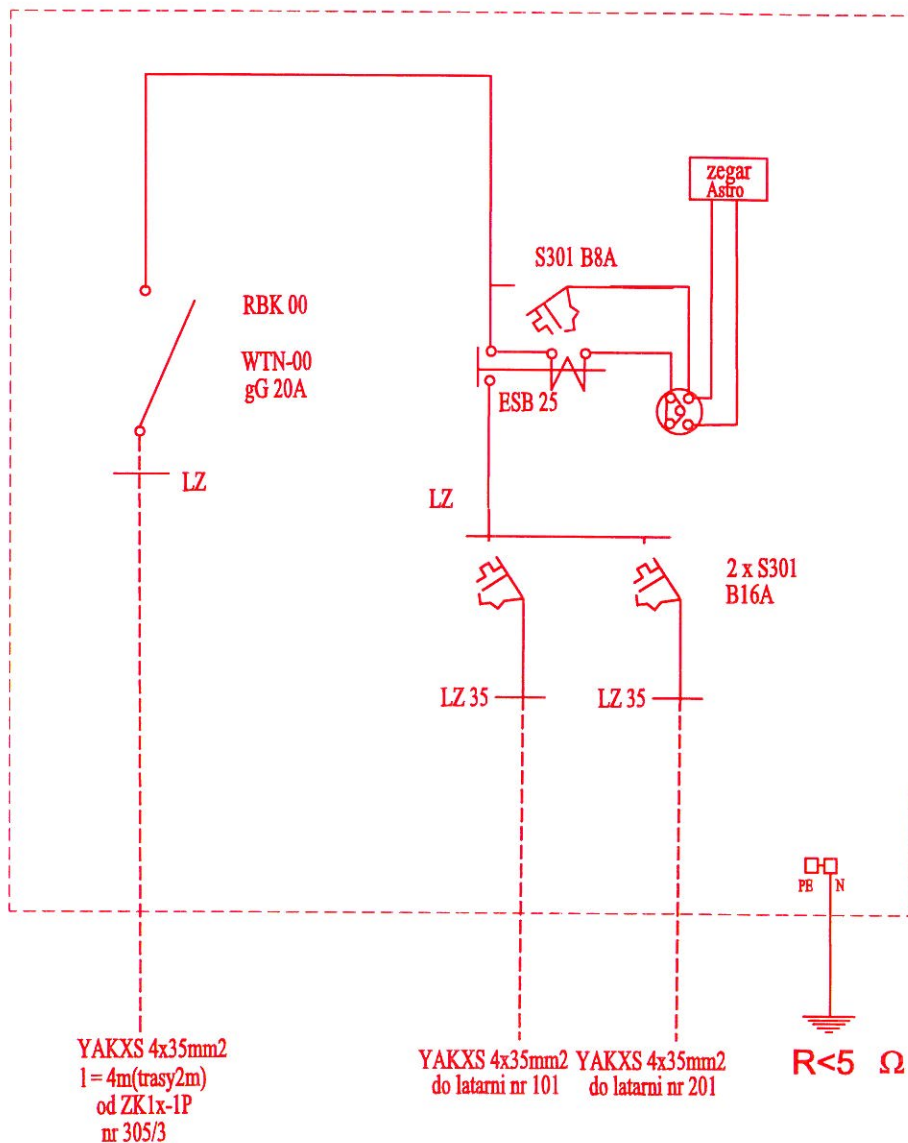 zegar
Astro
S301 B8A
RBK 00
WTN-00
gG 20A
ESB 25
LZ
LZ
2 x S301
B16A
LZ 35
LZ 35
PE N
YAKXS 4x35mm2
l = 4m(trasy2m)
od ZK1x-1P
nr 305/3
YAKXS 4x35mm2
do latarni nr 101
YAKXS 4x35mm2
do latarni nr 201
R<5 Ω